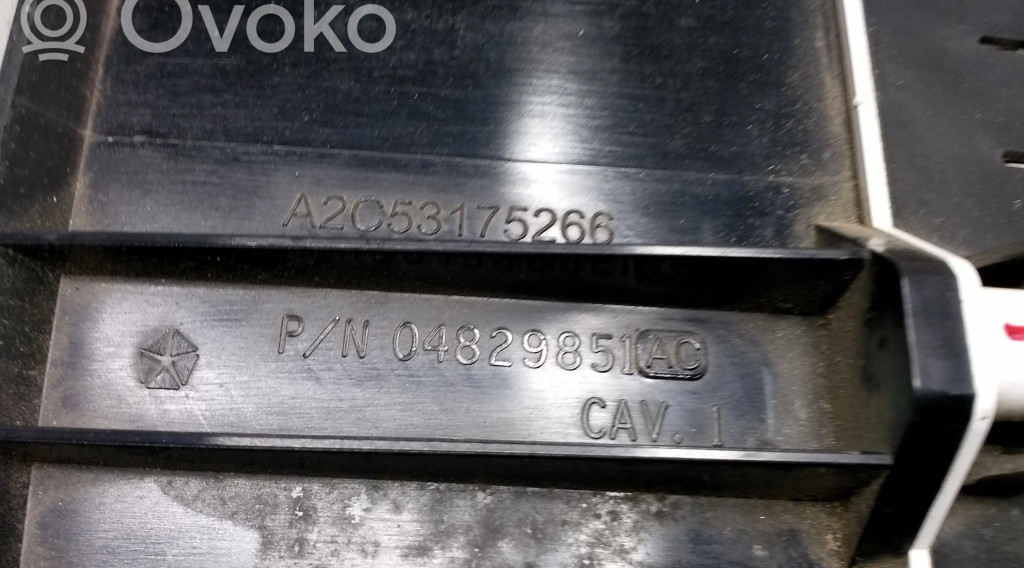 Ovoko
A2C53175266
P/N 04829851AC
CAV. 1